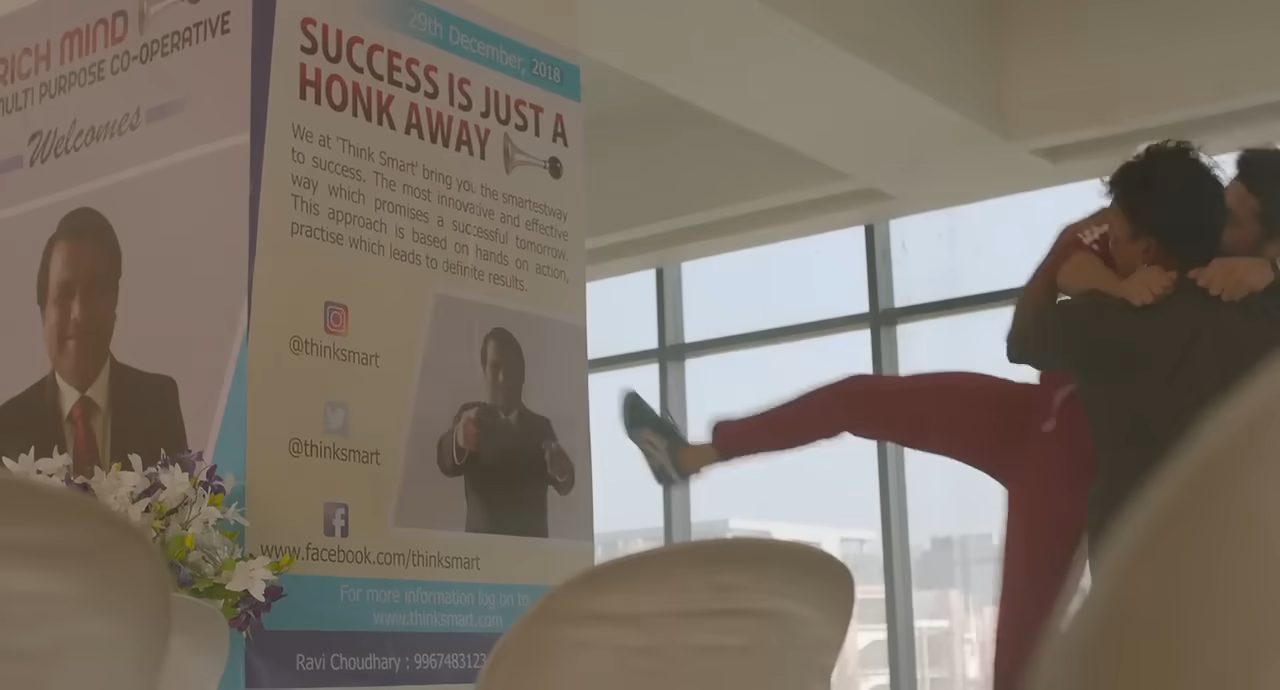 RICH MIND
MULTI PURPOSE CO-OPERATIVE
Welcomes
29th December, 2018
SUCCESS IS JUST A
HONK AWAY
We at 'Think Smart' bring you the smartestway
to success. The most innovative and effective
way which promises a successful tomorrow.
This approach is based on hands on action,
practise which leads to definite results.
@thinksmart
@thinksmart
www.facebook.com/thinksmart
For more information log on to
www.thinksmart.com
Ravi Choudhary : 9967483123